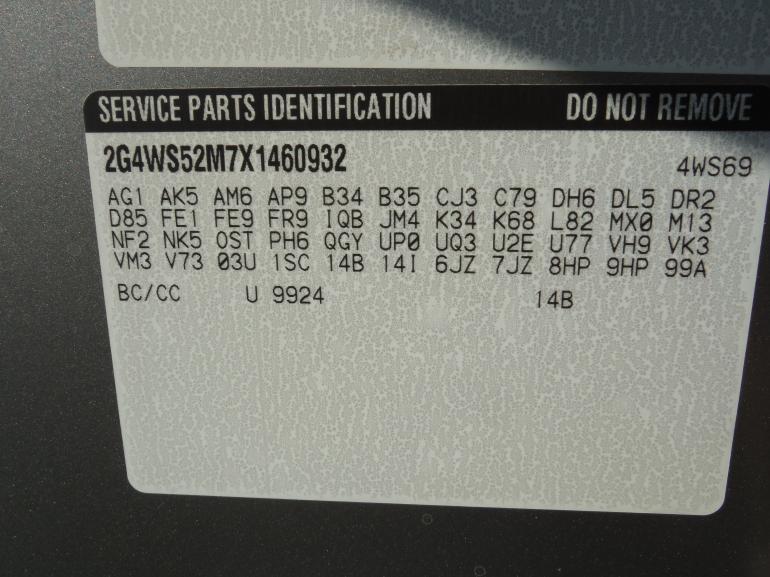 SERVICE PARTS IDENTIFICATION DO NOT REMOVE
2G4WS52M7X1460932 4WS69
AG1 AK5 AM6 AP9 B34 B35 CJ3 C79 DH6 DL5 DR2
D85 FE1 FE9 FR9 IQB JM4 K34 K68 L82 MX0 M13
NF2 NK5 OST PH6 QGY UP0 UQ3 U2E U77 VH9 VK3
VM3 V73 03U 1SC 14B 14I 6JZ 7JZ 8HP 9HP 99A
BC/CC U 9924 14B